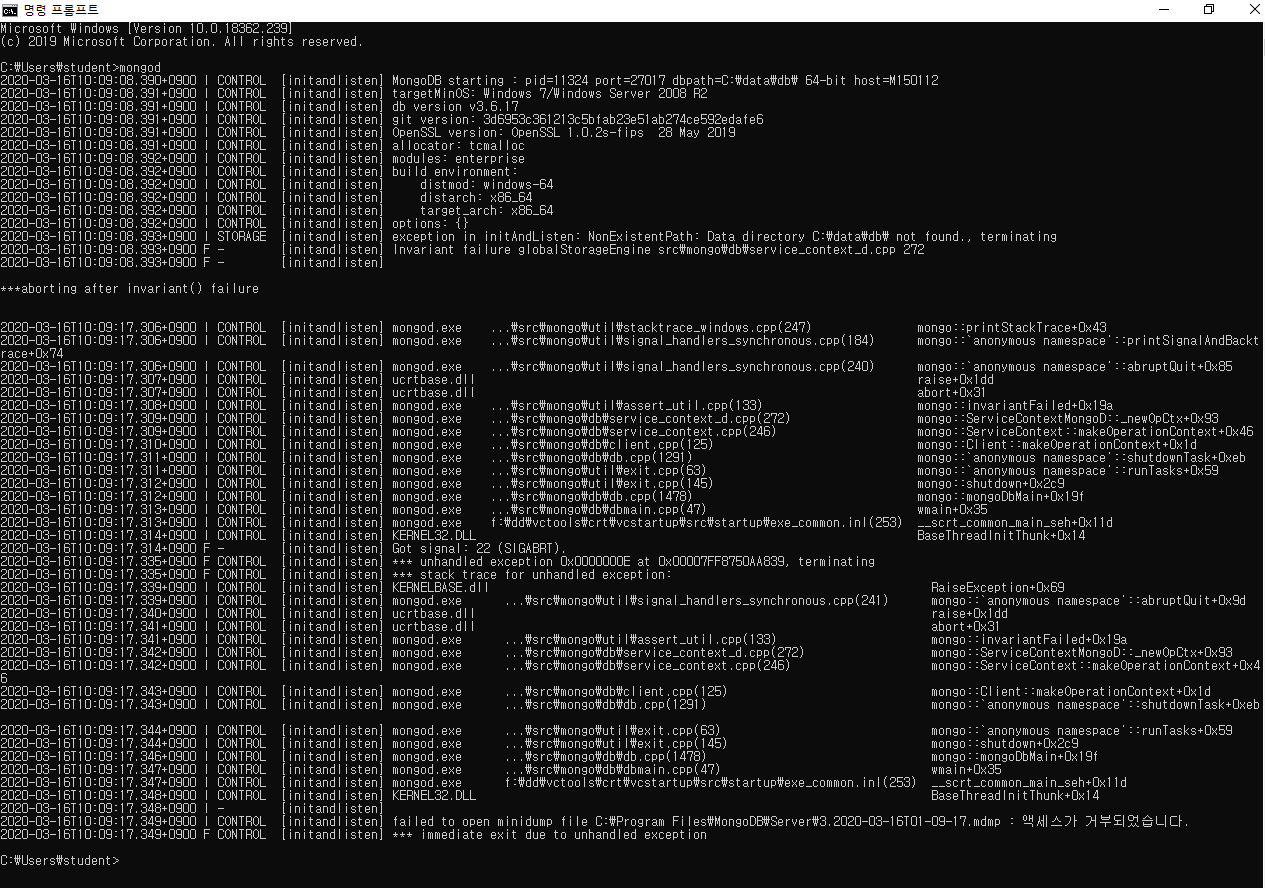 명령 프롬프트
Microsoft Windows [Version 10.0.18362.239]
(c) 2019 Microsoft Corporation. All rights reserved.
C:₩Users₩student>mongod
2020-03-16T10:09:08.390+0900 I CONTROL  [initandlisten] MongoDB starting : pid=11324 port=27017 dbpath=C:₩data₩db₩ 64-bit host=M150112
2020-03-16T10:09:08.391+0900 I CONTROL  [initandlisten] targetMinOS: Windows 7/Windows Server 2008 R2
2020-03-16T10:09:08.391+0900 I CONTROL  [initandlisten] db version v3.6.17
2020-03-16T10:09:08.391+0900 I CONTROL  [initandlisten] git version: 3d6953c361213c5bfab23e51ab274ce592edafe6
2020-03-16T10:09:08.391+0900 I CONTROL  [initandlisten] OpenSSL version: OpenSSL 1.0.2s-fips  28 May 2019
2020-03-16T10:09:08.391+0900 I CONTROL  [initandlisten] allocator: tcmalloc
2020-03-16T10:09:08.392+0900 I CONTROL  [initandlisten] modules: enterprise
2020-03-16T10:09:08.392+0900 I CONTROL  [initandlisten] build environment:
2020-03-16T10:09:08.392+0900 I CONTROL  [initandlisten]     distmod: windows-64
2020-03-16T10:09:08.392+0900 I CONTROL  [initandlisten]     distarch: x86_64
2020-03-16T10:09:08.392+0900 I CONTROL  [initandlisten]     target_arch: x86_64
2020-03-16T10:09:08.392+0900 I CONTROL  [initandlisten] options: {}
2020-03-16T10:09:08.393+0900 I STORAGE  [initandlisten] exception in initAndListen: NonExistentPath: Data directory C:₩data₩db₩ not found., terminating
2020-03-16T10:09:08.393+0900 F -        [initandlisten] Invariant failure globalStorageEngine src₩mongo₩db₩service_context_d.cpp 272
2020-03-16T10:09:08.393+0900 F -        [initandlisten]
***aborting after invariant() failure
2020-03-16T10:09:17.306+0900 I CONTROL  [initandlisten] mongod.exe    ...₩src₩mongo₩util₩stacktrace_windows.cpp(247)               mongo::printStackTrace+0x43
2020-03-16T10:09:17.306+0900 I CONTROL  [initandlisten] mongod.exe    ...₩src₩mongo₩util₩signal_handlers_synchronous.cpp(184)      mongo::`anonymous namespace'::printSignalAndBackt
race+0x74
2020-03-16T10:09:17.306+0900 I CONTROL  [initandlisten] mongod.exe    ...₩src₩mongo₩util₩signal_handlers_synchronous.cpp(240)      mongo::`anonymous namespace'::abruptQuit+0x85
2020-03-16T10:09:17.307+0900 I CONTROL  [initandlisten] ucrtbase.dll                                                               raise+0x1dd
2020-03-16T10:09:17.307+0900 I CONTROL  [initandlisten] ucrtbase.dll                                                               abort+0x31
2020-03-16T10:09:17.308+0900 I CONTROL  [initandlisten] mongod.exe    ...₩src₩mongo₩util₩assert_util.cpp(133)                      mongo::invariantFailed+0x19a
2020-03-16T10:09:17.309+0900 I CONTROL  [initandlisten] mongod.exe    ...₩src₩mongo₩db₩service_context_d.cpp(272)                  mongo::ServiceContextMongoD::_newOpCtx+0x93
2020-03-16T10:09:17.309+0900 I CONTROL  [initandlisten] mongod.exe    ...₩src₩mongo₩db₩service_context.cpp(246)                    mongo::ServiceContext::makeOperationContext+0x46
2020-03-16T10:09:17.310+0900 I CONTROL  [initandlisten] mongod.exe    ...₩src₩mongo₩db₩client.cpp(125)                             mongo::Client::makeOperationContext+0x1d
2020-03-16T10:09:17.311+0900 I CONTROL  [initandlisten] mongod.exe    ...₩src₩mongo₩db₩db.cpp(1291)                                mongo::`anonymous namespace'::shutdownTask+0xeb
2020-03-16T10:09:17.311+0900 I CONTROL  [initandlisten] mongod.exe    ...₩src₩mongo₩util₩exit.cpp(63)                              mongo::`anonymous namespace'::runTasks+0x59
2020-03-16T10:09:17.312+0900 I CONTROL  [initandlisten] mongod.exe    ...₩src₩mongo₩util₩exit.cpp(145)                             mongo::shutdown+0x2c9
2020-03-16T10:09:17.312+0900 I CONTROL  [initandlisten] mongod.exe    ...₩src₩mongo₩db₩db.cpp(1478)                                mongo::mongoDbMain+0x19f
2020-03-16T10:09:17.313+0900 I CONTROL  [initandlisten] mongod.exe    ...₩src₩mongo₩db₩dbmain.cpp(47)                              wmain+0x35
2020-03-16T10:09:17.313+0900 I CONTROL  [initandlisten] mongod.exe    f:₩dd₩vctools₩crt₩vcstartup₩src₩startup₩exe_common.inl(253)  __scrt_common_main_seh+0x11d
2020-03-16T10:09:17.314+0900 I CONTROL  [initandlisten] KERNEL32.DLL                                                               BaseThreadInitThunk+0x14
2020-03-16T10:09:17.314+0900 F -        [initandlisten] Got signal: 22 (SIGABRT).
2020-03-16T10:09:17.335+0900 F CONTROL  [initandlisten] *** unhandled exception 0x0000000E at 0x00007FF8750AA839, terminating
2020-03-16T10:09:17.335+0900 F CONTROL  [initandlisten] *** stack trace for unhandled exception:
2020-03-16T10:09:17.339+0900 I CONTROL  [initandlisten] KERNELBASE.dll                                                               RaiseException+0x69
2020-03-16T10:09:17.339+0900 I CONTROL  [initandlisten] mongod.exe      ...₩src₩mongo₩util₩signal_handlers_synchronous.cpp(241)      mongo::`anonymous namespace'::abruptQuit+0x9d
2020-03-16T10:09:17.340+0900 I CONTROL  [initandlisten] ucrtbase.dll                                                                 raise+0x1dd
2020-03-16T10:09:17.341+0900 I CONTROL  [initandlisten] ucrtbase.dll                                                                 abort+0x31
2020-03-16T10:09:17.341+0900 I CONTROL  [initandlisten] mongod.exe      ...₩src₩mongo₩util₩assert_util.cpp(133)                      mongo::invariantFailed+0x19a
2020-03-16T10:09:17.342+0900 I CONTROL  [initandlisten] mongod.exe      ...₩src₩mongo₩db₩service_context_d.cpp(272)                  mongo::ServiceContextMongoD::_newOpCtx+0x93
2020-03-16T10:09:17.342+0900 I CONTROL  [initandlisten] mongod.exe      ...₩src₩mongo₩db₩service_context.cpp(246)                    mongo::ServiceContext::makeOperationContext+0x4
6
2020-03-16T10:09:17.343+0900 I CONTROL  [initandlisten] mongod.exe      ...₩src₩mongo₩db₩client.cpp(125)                             mongo::Client::makeOperationContext+0x1d
2020-03-16T10:09:17.343+0900 I CONTROL  [initandlisten] mongod.exe      ...₩src₩mongo₩db₩db.cpp(1291)                                mongo::`anonymous namespace'::shutdownTask+0xeb
2020-03-16T10:09:17.344+0900 I CONTROL  [initandlisten] mongod.exe      ...₩src₩mongo₩util₩exit.cpp(63)                              mongo::`anonymous namespace'::runTasks+0x59
2020-03-16T10:09:17.344+0900 I CONTROL  [initandlisten] mongod.exe      ...₩src₩mongo₩util₩exit.cpp(145)                             mongo::shutdown+0x2c9
2020-03-16T10:09:17.346+0900 I CONTROL  [initandlisten] mongod.exe      ...₩src₩mongo₩db₩db.cpp(1478)                                mongo::mongoDbMain+0x19f
2020-03-16T10:09:17.347+0900 I CONTROL  [initandlisten] mongod.exe      ...₩src₩mongo₩db₩dbmain.cpp(47)                              wmain+0x35
2020-03-16T10:09:17.347+0900 I CONTROL  [initandlisten] mongod.exe      f:₩dd₩vctools₩crt₩vcstartup₩src₩startup₩exe_common.inl(253)  __scrt_common_main_seh+0x11d
2020-03-16T10:09:17.348+0900 I CONTROL  [initandlisten] KERNEL32.DLL                                                                 BaseThreadInitThunk+0x14
2020-03-16T10:09:17.348+0900 I -        [initandlisten]
2020-03-16T10:09:17.349+0900 I CONTROL  [initandlisten] failed to open minidump file C:₩Program Files₩MongoDB₩Server₩3.2020-03-16T01-09-17.mdmp : 액세스가 거부되었습니다.
2020-03-16T10:09:17.349+0900 F CONTROL  [initandlisten] *** immediate exit due to unhandled exception
C:₩Users₩student>